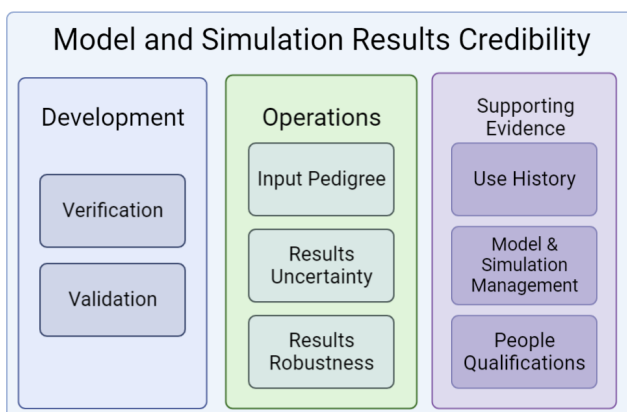 Model and Simulation Results Credibility
Development
Verification
Validation
Operations
Input Pedigree
Results
Uncertainty
Results
Robustness
Supporting
Evidence
Use History
Model &
Simulation
Management
People
Qualifications